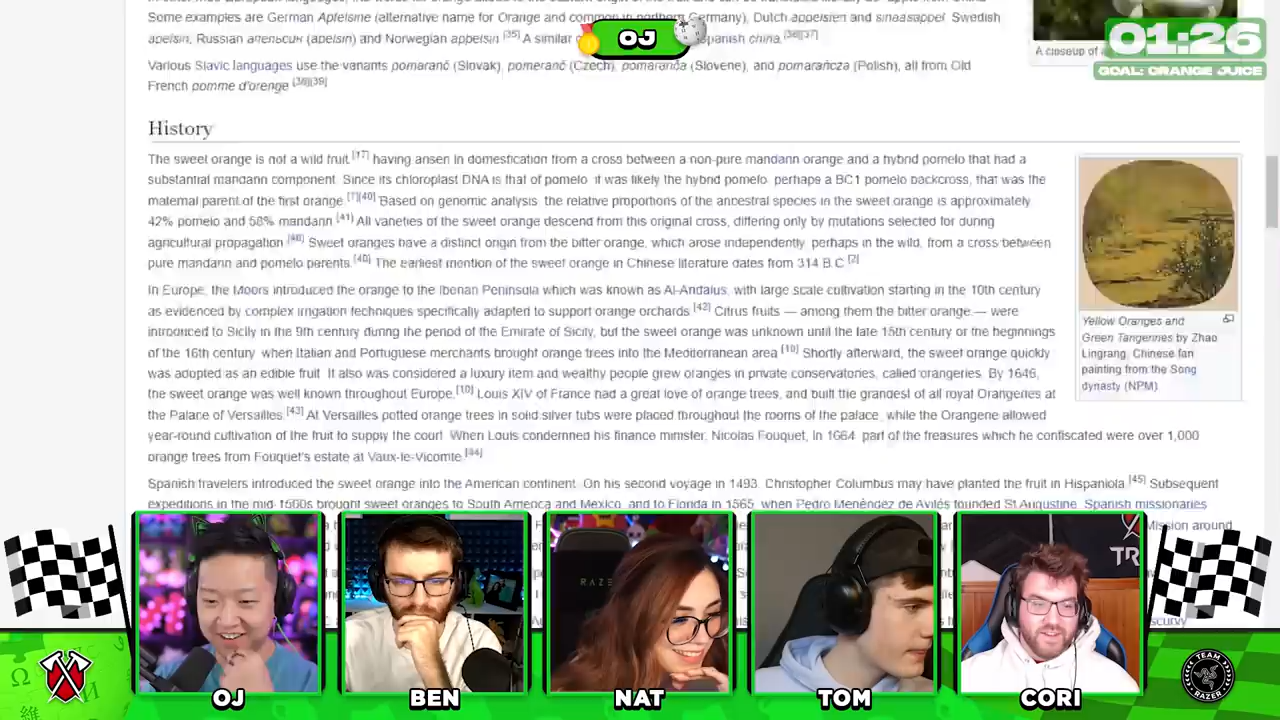 Some examples are German Apfelsine (alternative name for Orange and common in northern Germany), Dutch appelsien and sinaasappel Swedish
apelsin, Russian апельсин (apelsin) and Norwegian appelsin [35] A similar Spanish china.[36][37]
Various Slavic languages use the variants pomaranč (Slovak), pomeranč (Czech), pomaranča (Slovene), and pomarańcza (Polish), all from Old
French pomme d'orange [38][39]
OJ
A closeup of
01:26
GOAL: ORANGE JUICE
History
The sweet orange is not a wild fruit [17] having arisen in domestication from a cross between a non-pure mandarin orange and a hybrid pomelo that had a
substantial mandarin component. Since its chloroplast DNA is that of pomelo it was likely the hybrid pomelo perhaps a BC1 pomelo backcross, that was the
maternal parent of the first orange [7][40] Based on genomic analysis the relative proportions of the ancestral species in the sweet orange is approximately
42% pomelo and 58% mandarin [41] All varieties of the sweet orange descend from this original cross, differing only by mutations selected for during
agricultural propagation [40] Sweet oranges have a distinct origin from the bitter orange, which arose independently perhaps in the wild, from a cross between
pure mandarin and pomelo parents.[40] The earliest mention of the sweet orange in Chinese literature dates from 314 B.C [2]
In Europe, the Moors introduced the orange to the Iberian Peninsula which was known as Al-Andalus, with large scale cultivation starting in the 10th century
as evidenced by complex irrigation techniques specifically adapted to support orange orchards [42] Citrus fruits — among them the bitter orange — were
introduced to Sicily in the 9th century during the period of the Emirate of Sicily, but the sweet orange was unknown until the late 15th century or the beginnings
of the 16th century when Italian and Portuguese merchants brought orange trees into the Mediterranean area [10] Shortly afterward, the sweet orange quickly
was adopted as an edible fruit It also was considered a luxury item and wealthy people grew oranges in private conservatories, called orangeries. By 1646,
the sweet orange was well known throughout Europe.[10] Louis XIV of France had a great love of orange trees, and built the grandest of all royal Orangeries at
the Palace of Versailles [43] At Versailles potted orange trees in solid silver tubs were placed throughout the rooms of the palace while the Orangerie allowed
year-round cultivation of the fruit to supply the court When Louis condemned his finance minister, Nicolas Fouquet, in 1664 part of the treasures which he confiscated were over 1,000
orange trees from Fouquet's estate at Vaux-le-Vicomte [44]
Yellow Oranges and
Green Tangerines by Zhao
Lingrang, Chinese fan
painting from the Song
dynasty (NPM)
Spanish travelers introduced the sweet orange into the American continent. On his second voyage in 1493 Christopher Columbus may have planted the fruit in Hispaniola [45] Subsequent
expeditions in the mid-1500s brought sweet oranges to South America and Mexico, and to Florida in 1565, when Pedro Menéndez de Avilés founded St Augustine, Spanish missionaries
Mission around
scurvy
RAZE
TR
OJ
BEN
NAT
TOM
CORI
TEAM
RAZER